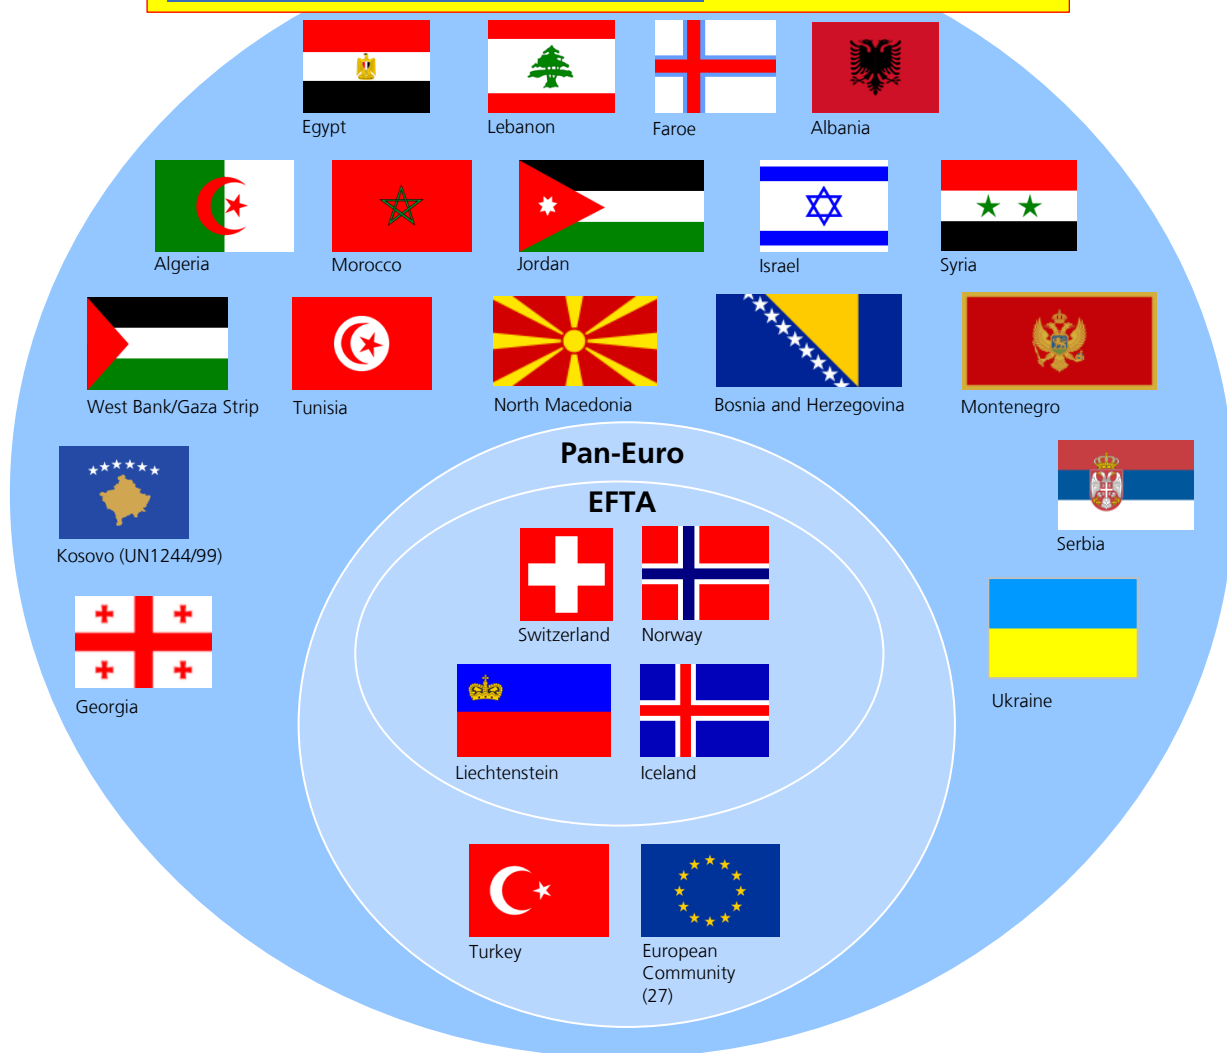 Egypt
Lebanon
Faroe
Albania
Algeria
Morocco
Jordan
Israel
Syria
West Bank/Gaza Strip
Tunisia
North Macedonia
Bosnia and Herzegovina
Montenegro
Pan-Euro
Kosovo (UN1244/99)
EFTA
Serbia
Switzerland
Norway
Georgia
Ukraine
Liechtenstein
Iceland
Turkey
European
Community
(27)